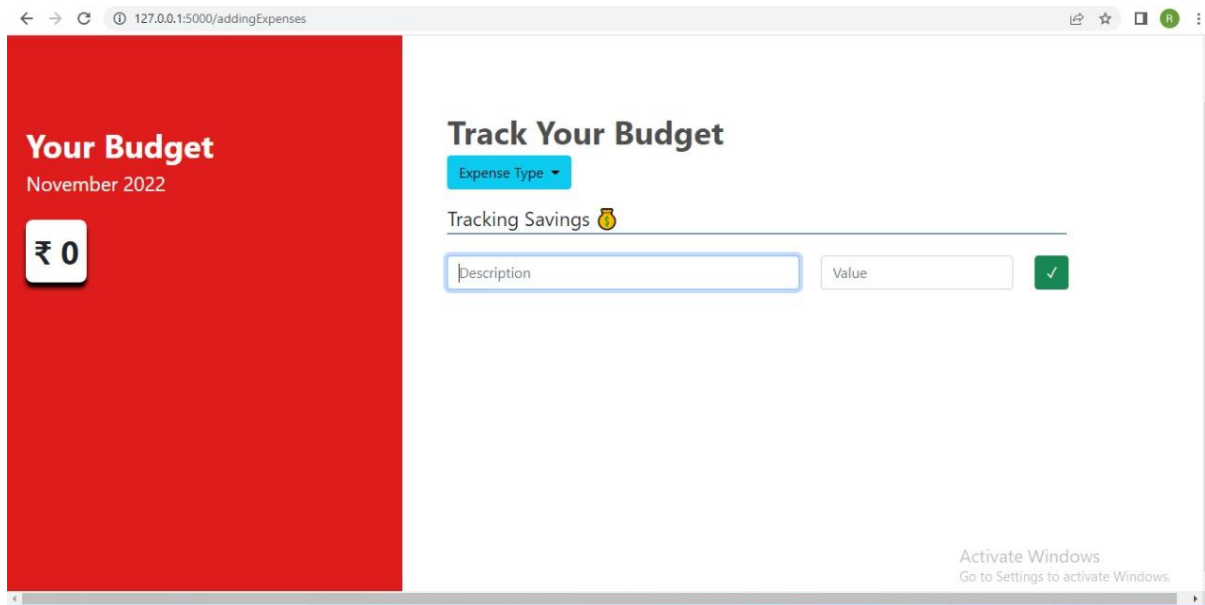 127.0.0.1:5000/addingExpenses
R
Your Budget
November 2022
₹ 0
Track Your Budget
Expense Type
Tracking Savings
Description
Value
Activate Windows
Go to Settings to activate Windows.